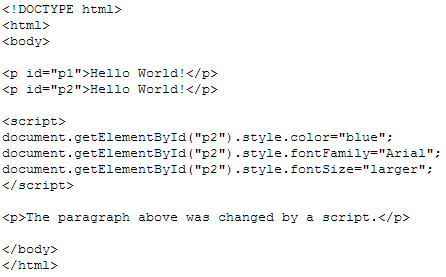 <!DOCTYPE html>
<html>
<body>
<p id="p1">Hello World!</p>
<p id="p2">Hello World!</p>
<script>
document.getElementById("p2").style.color="blue";
document.getElementById("p2").style.fontFamily="Arial";
document.getElementById("p2").style.fontSize="larger";
</script>
<p>The paragraph above was changed by a script.</p>
</body>
</html>